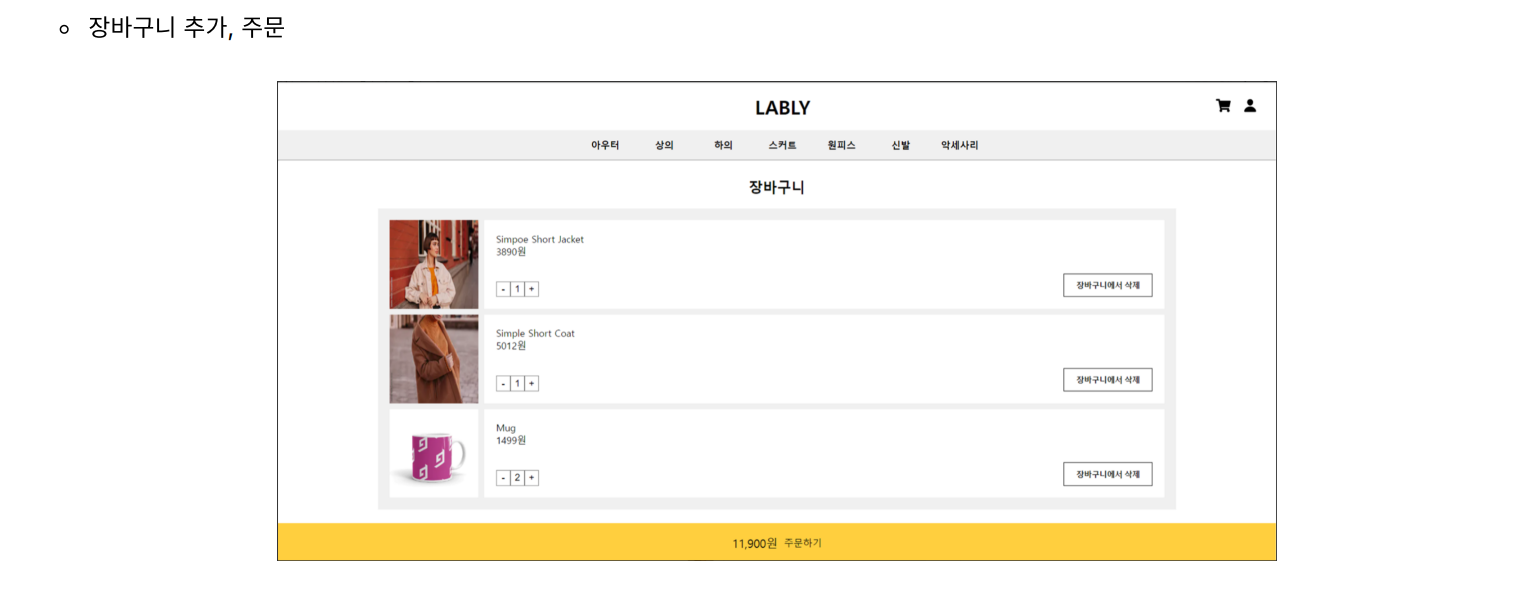 장바구니 추가, 주문
LABLY
아우터 상의 하의 스커트 원피스 신발 악세사리
장바구니
Simpoe Short Jacket
3890원
- 1 +
장바구니에서 삭제
Simple Short Coat
5012원
- 1 +
장바구니에서 삭제
Mug
1499원
- 2 +
장바구니에서 삭제
11,900원 주문하기